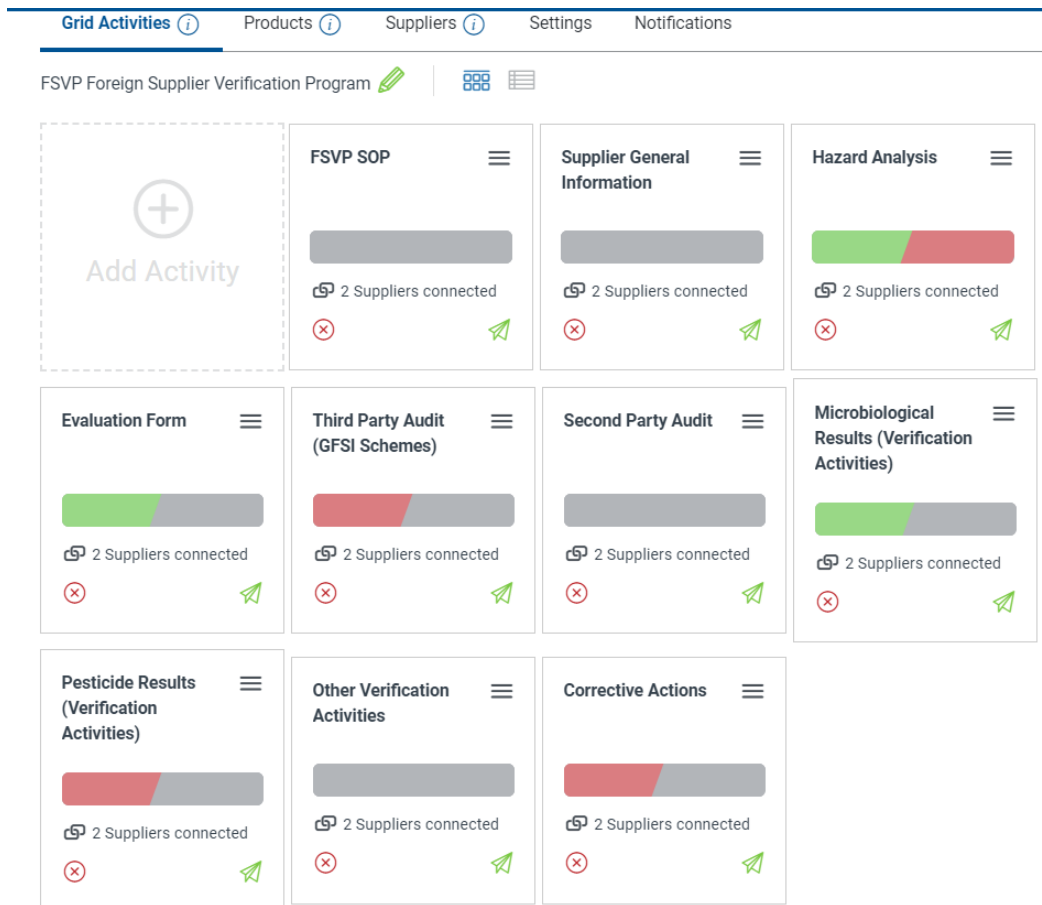 Grid Activities i Products i Suppliers i Settings Notifications
FSVP Foreign Supplier Verification Program
Add Activity
FSVP SOP
2 Suppliers connected
Supplier General
Information
2 Suppliers connected
Hazard Analysis
2 Suppliers connected
Evaluation Form
2 Suppliers connected
Third Party Audit
(GFSI Schemes)
2 Suppliers connected
Second Party Audit
2 Suppliers connected
Microbiological
Results (Verification
Activities)
2 Suppliers connected
Pesticide Results
(Verification
Activities)
2 Suppliers connected
Other Verification
Activities
2 Suppliers connected
Corrective Actions
2 Suppliers connected